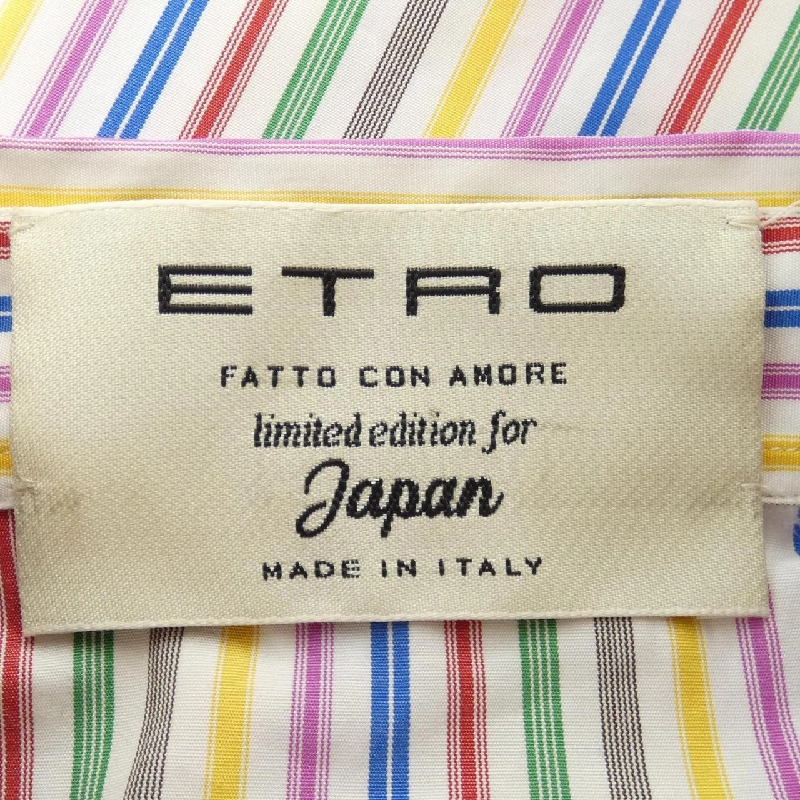 ETRO
FATTO CON AMORE
limited edition for
Japan
MADE IN ITALY